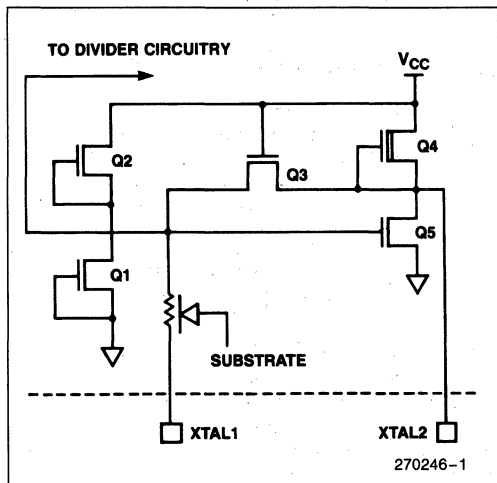 TO DIVIDER CIRCUITRY
VCC
Q2
Q4
Q3
Q5
Q1
SUBSTRATE
XTAL1
XTAL2
270246-1